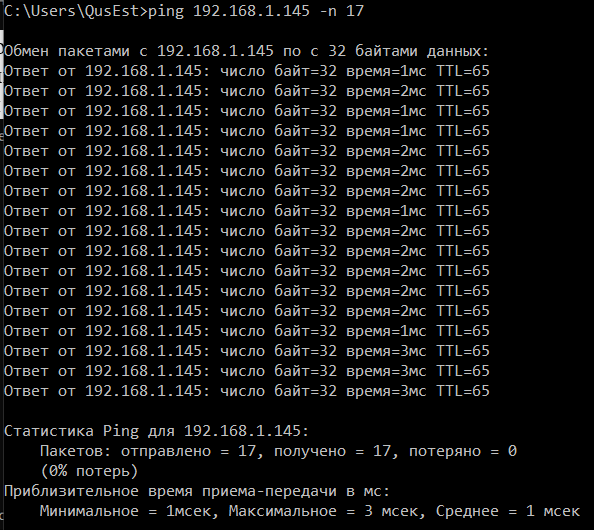 C:\Users\QusEst>ping 192.168.1.145 -n 17
Обмен пакетами с 192.168.1.145 по с 32 байтами данных:
Ответ от 192.168.1.145: число байт=32 время=1мс TTL=65
Ответ от 192.168.1.145: число байт=32 время=2мс TTL=65
Ответ от 192.168.1.145: число байт=32 время=1мс TTL=65
Ответ от 192.168.1.145: число байт=32 время=1мс TTL=65
Ответ от 192.168.1.145: число байт=32 время=2мс TTL=65
Ответ от 192.168.1.145: число байт=32 время=2мс TTL=65
Ответ от 192.168.1.145: число байт=32 время=2мс TTL=65
Ответ от 192.168.1.145: число байт=32 время=1мс TTL=65
Ответ от 192.168.1.145: число байт=32 время=2мс TTL=65
Ответ от 192.168.1.145: число байт=32 время=2мс TTL=65
Ответ от 192.168.1.145: число байт=32 время=2мс TTL=65
Ответ от 192.168.1.145: число байт=32 время=2мс TTL=65
Ответ от 192.168.1.145: число байт=32 время=2мс TTL=65
Ответ от 192.168.1.145: число байт=32 время=1мс TTL=65
Ответ от 192.168.1.145: число байт=32 время=3мс TTL=65
Ответ от 192.168.1.145: число байт=32 время=3мс TTL=65
Ответ от 192.168.1.145: число байт=32 время=3мс TTL=65
Статистика Ping для 192.168.1.145:
Пакетов: отправлено = 17, получено = 17, потеряно = 0
(0% потерь)
Приблизительное время приема-передачи в мс:
Минимальное = 1мсек, Максимальное = 3 мсек, Среднее = 1 мсек